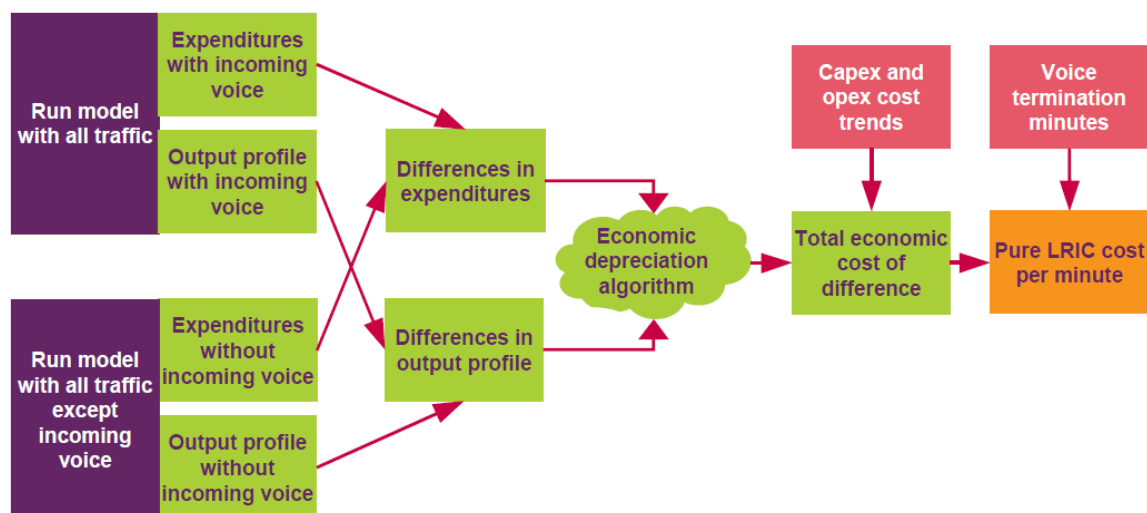 Run model
with all traffic
Expenditures
with incoming
voice
Output profile
with incoming
voice
Run model
with all traffic
except
incoming
voice
Expenditures
without
incoming voice
Output profile
without
incoming voice
Differences in
expenditures
Differences in
output profile
Economic
depreciation
algorithm
Capex and
opex cost
trends
Total economic
cost of
difference
Voice
termination
minutes
Pure LRIC cost
per minute